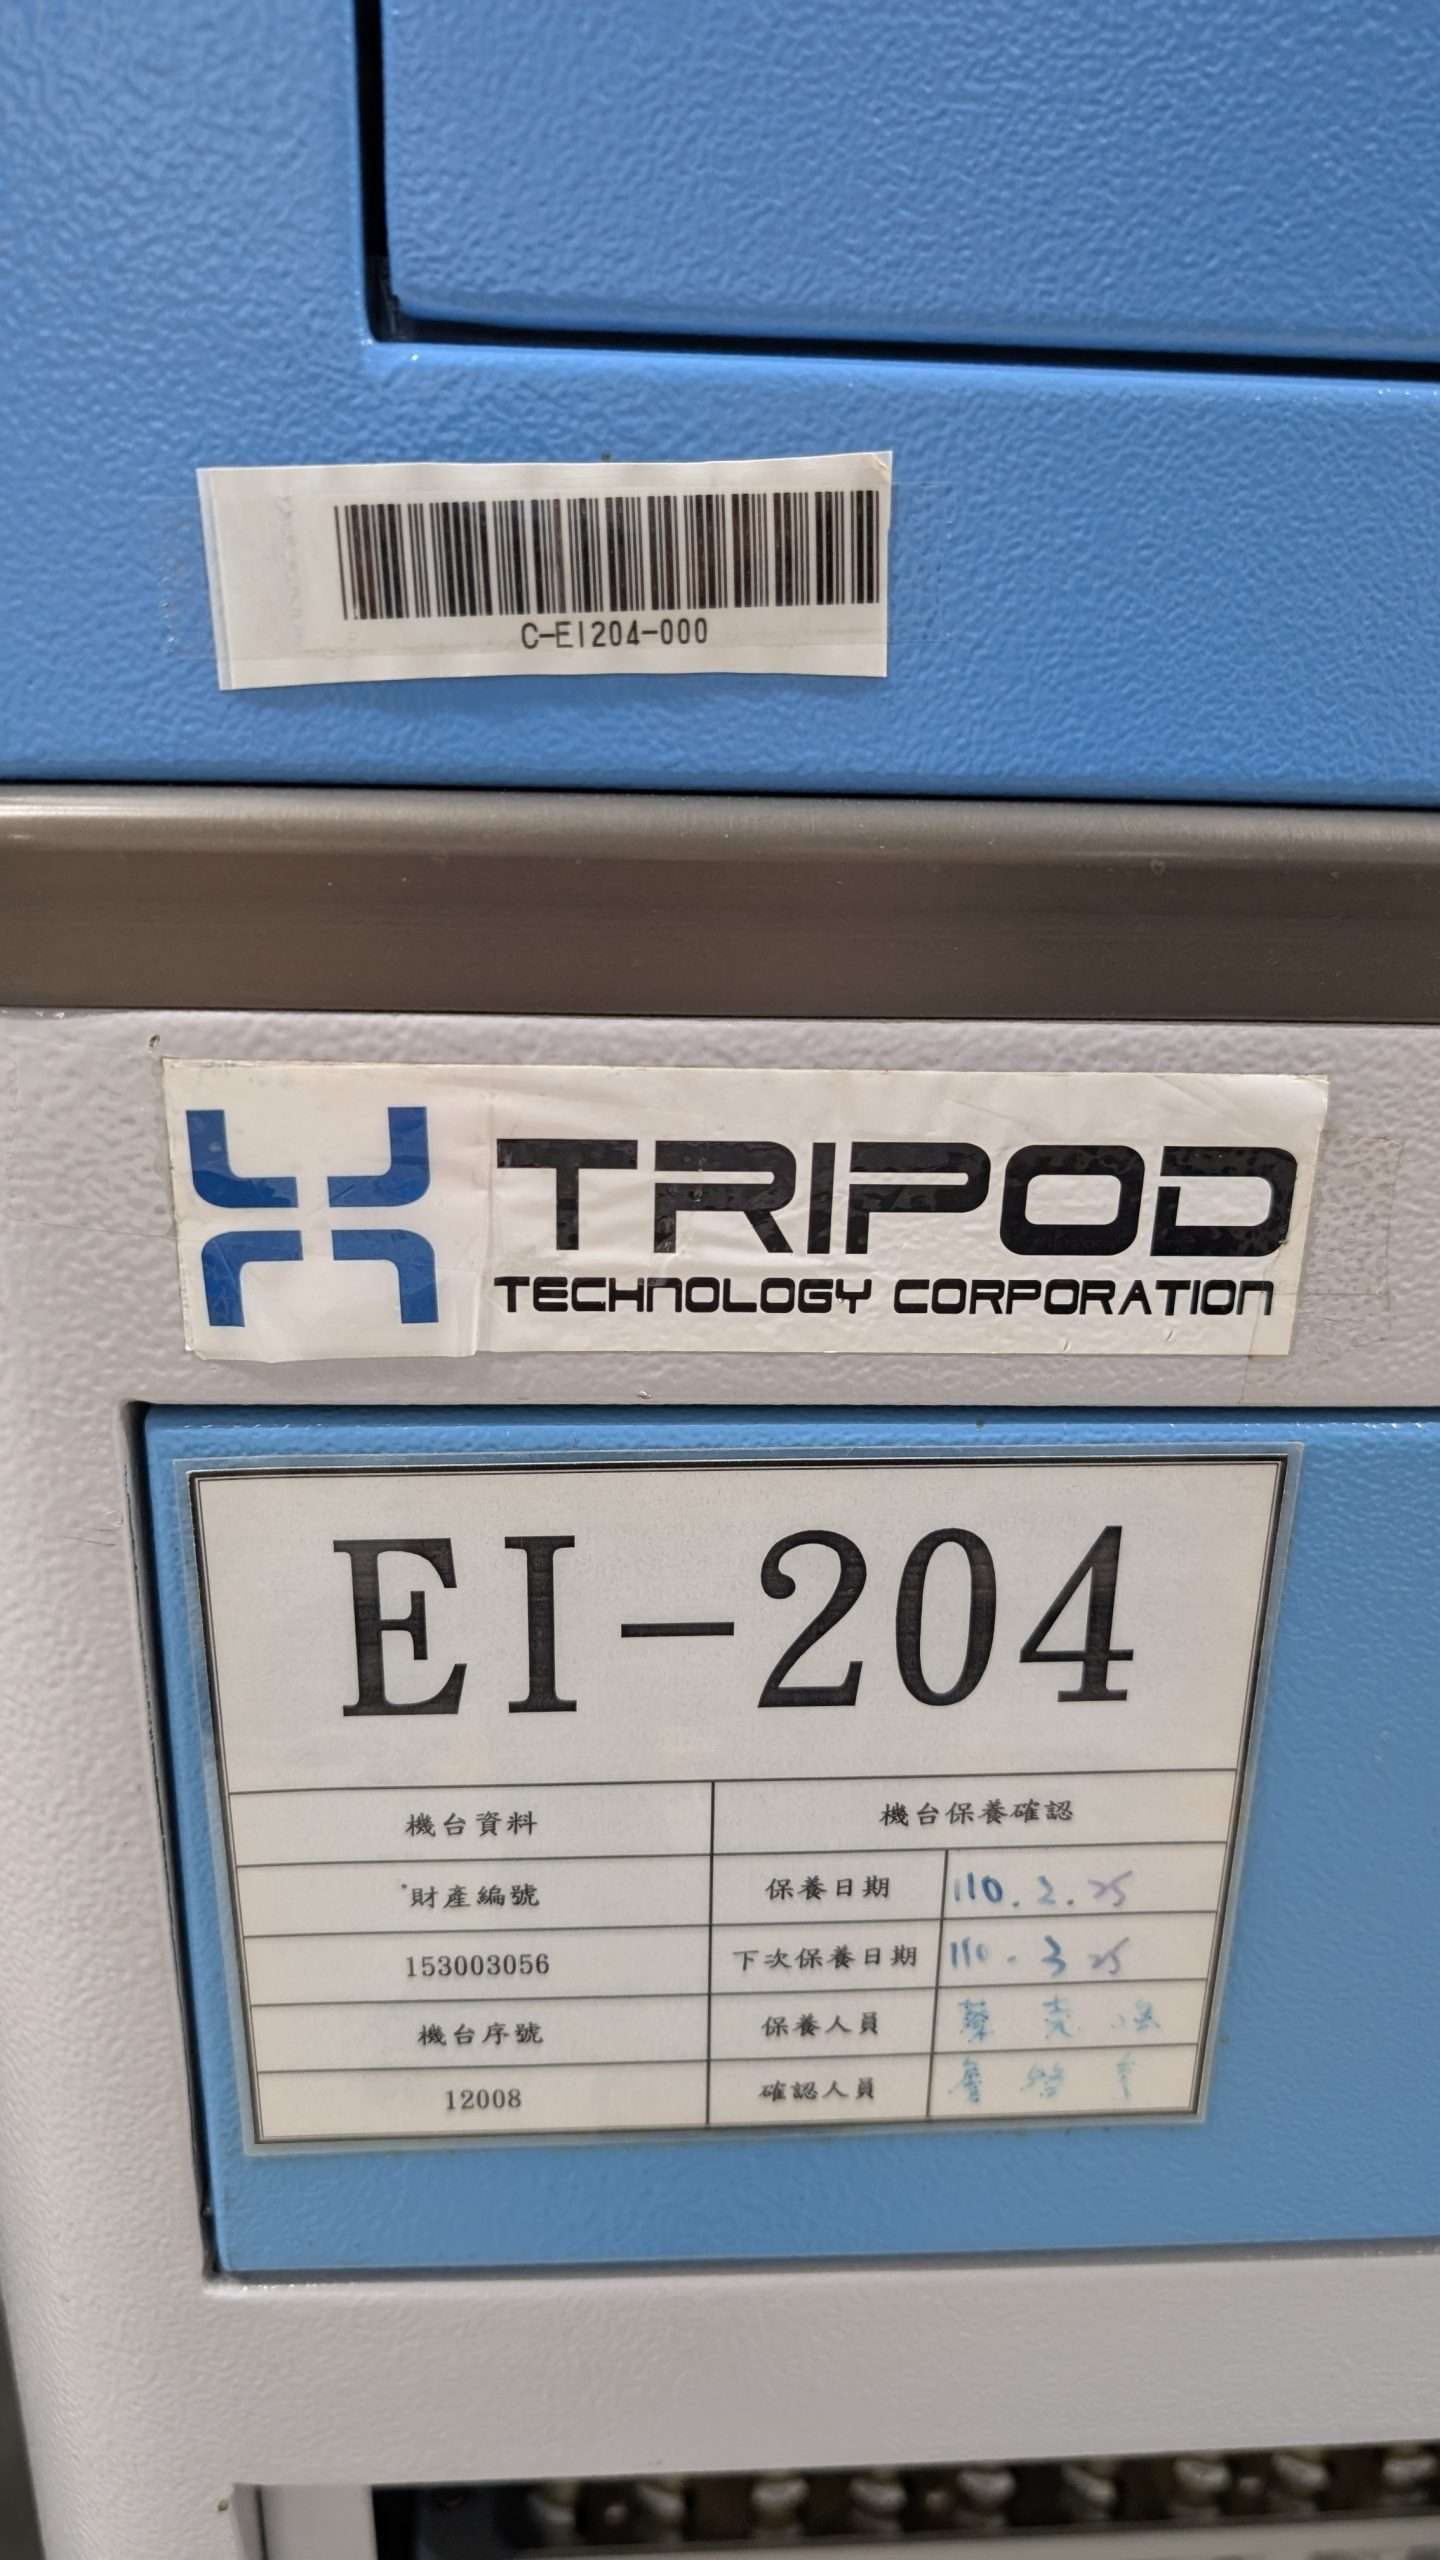 C-EI204-000
TRIPOD
TECHNOLOGY CORPORATION
EI-204
機台資料
機台保養確認
財產編號
保養日期
110.2.25
153003056
下次保養日期
110.3 25
機台序號
保養人員
12008
確認人員